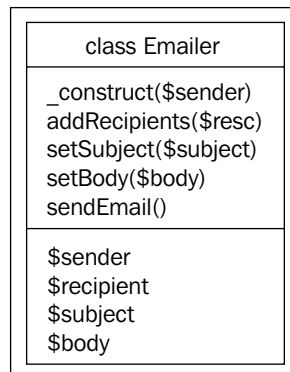 class Emailer
_construct($sender)
addRecipients($resc)
setSubject($subject)
setBody($body)
sendEmail()
$sender
$recipient
$subject
$body